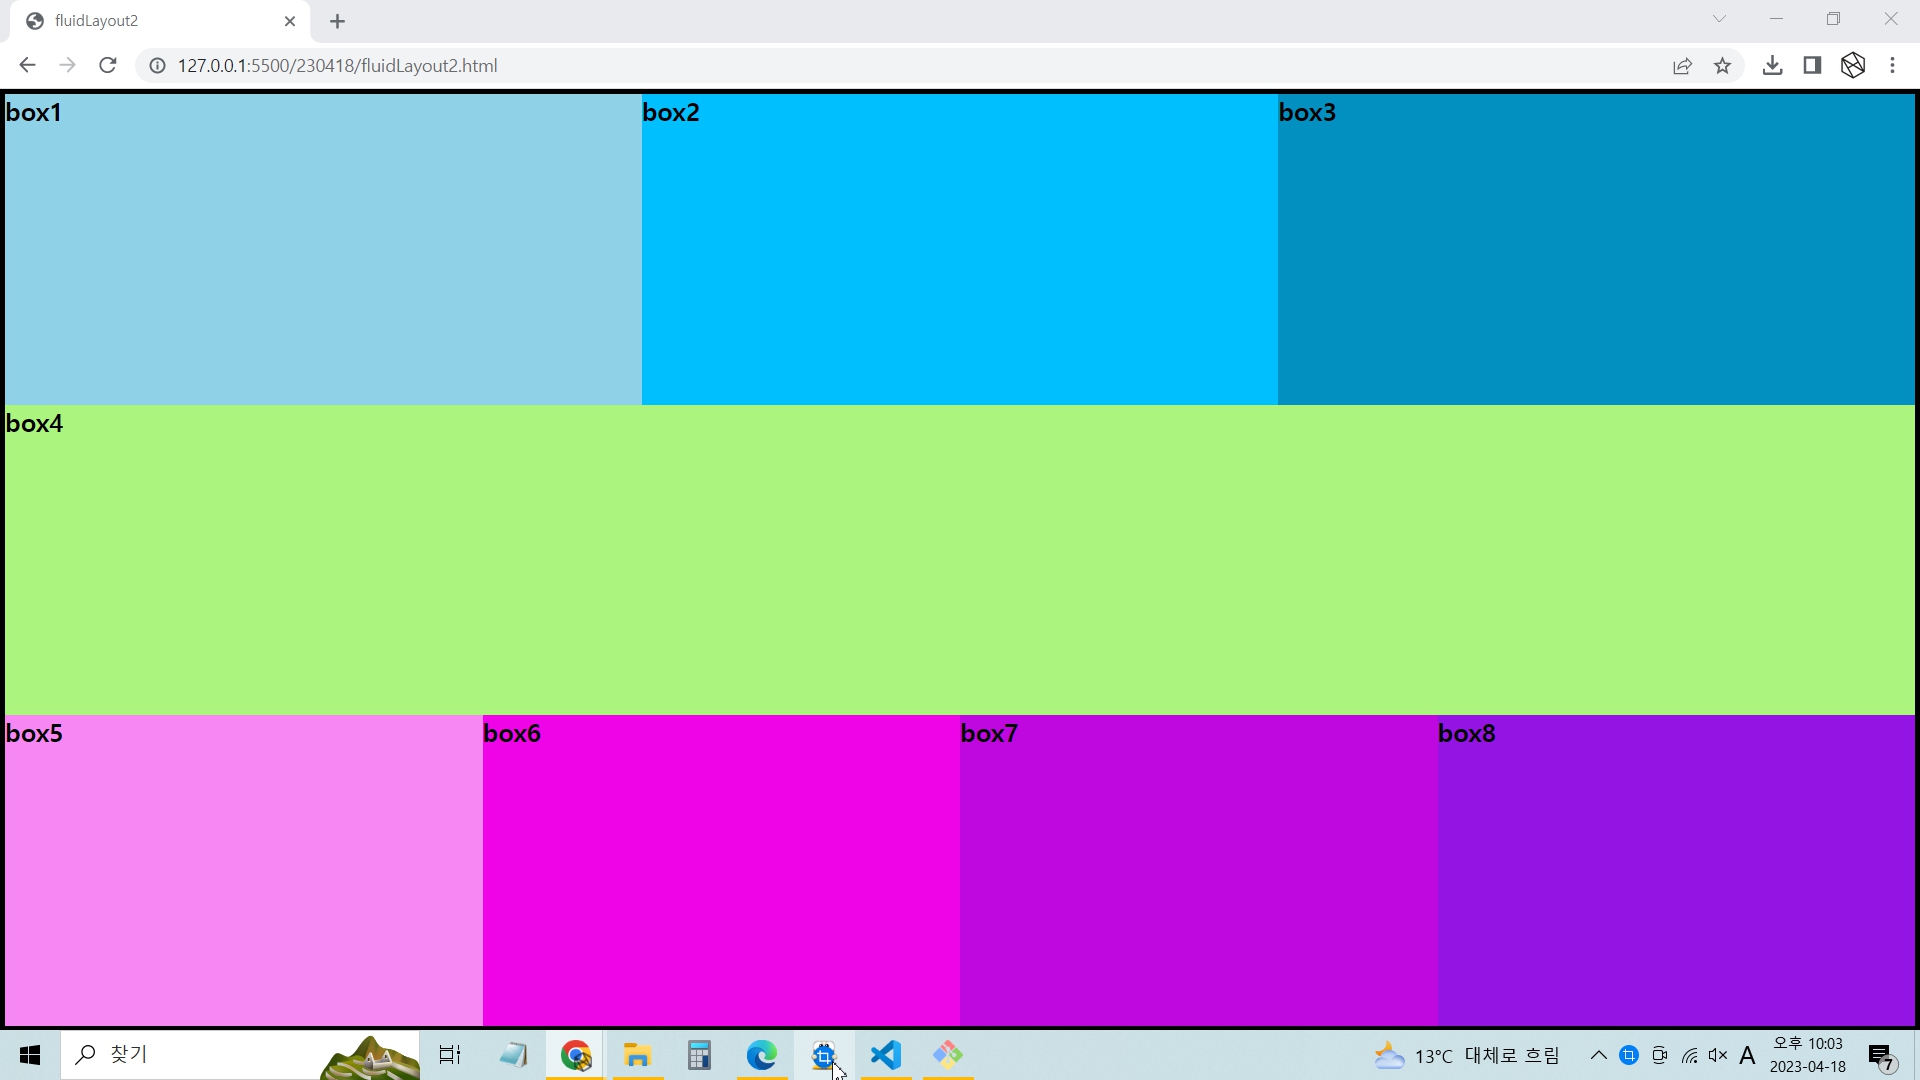 fluidLayout2
127.0.0.1:5500/230418/fluidLayout2.html
box1
box2
box3
box4
box5
box6
box7
box8
찾기
13°C 대체로 흐림
A
오후 10:03
2023-04-18
7